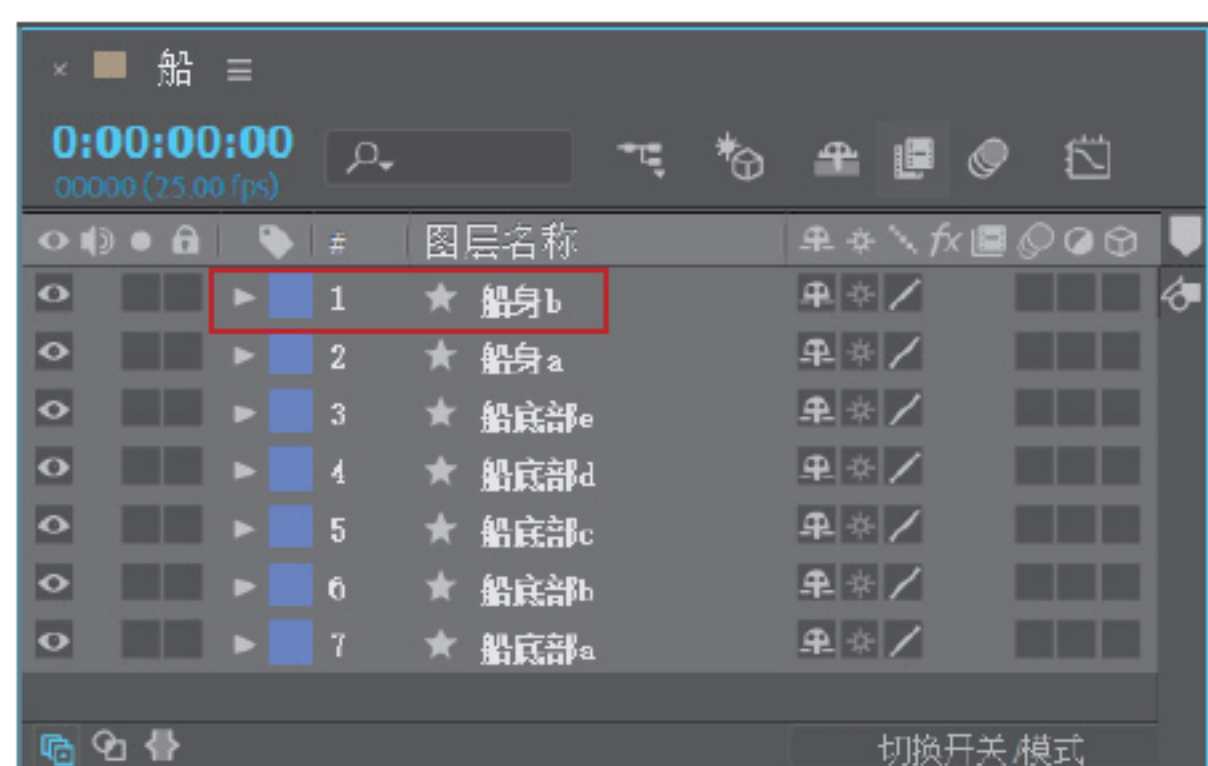 船
0:00:00:00
00000 (25.00 fps)
# 图层名称 fx
1 船身b
2 船身a
3 船底部e
4 船底部d
5 船底部c
6 船底部b
7 船底部a
切换开关/模式